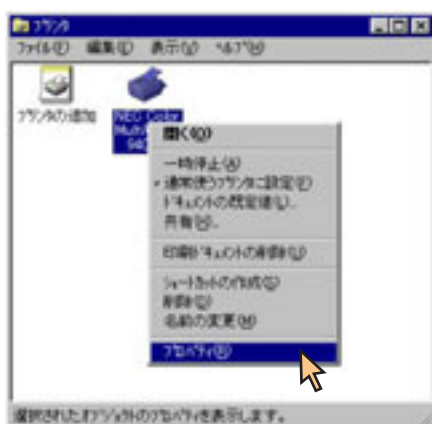 プリンタ
ファイル(F) 編集(E) 表示(V) ヘルプ(H)
プリンタの追加
NEC Color
開く(O)
一時停止(A)
通常使うプリンタに設定(F)
ドキュメントの既定値(L)...
共有(H)...
印刷ドキュメントの削除(U)
ショートカットの作成(S)
削除(D)
名前の変更(M)
プロパティ(R)
選択されたオブジェクトのプロパティを表示します。